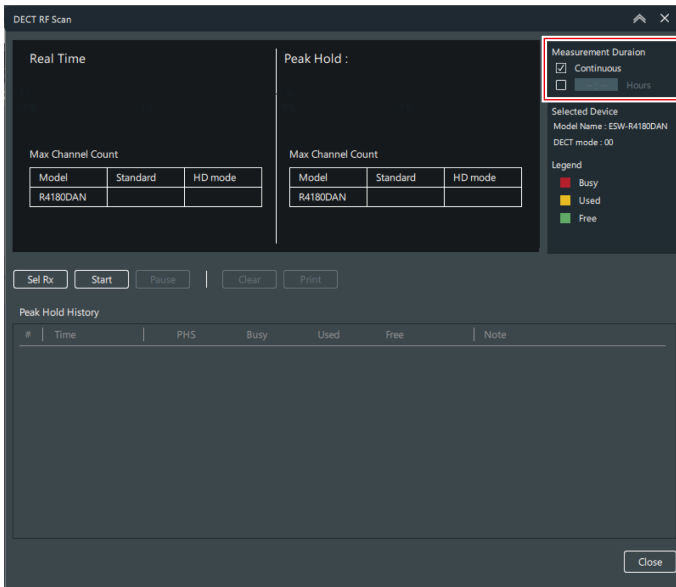 DECT RF Scan
Real Time
Peak Hold :
Max Channel Count
Model Standard HD mode
R4180DAN
Max Channel Count
Model Standard HD mode
R4180DAN
Measurement Duraion
Continuous
Hours
Selected Device
Model Name : ESW-R4180DAN
DECT mode : 00
Legend
Busy
Used
Free
Sel Rx Start Pause Clear Print
Peak Hold History
# Time PHS Busy Used Free Note
Close